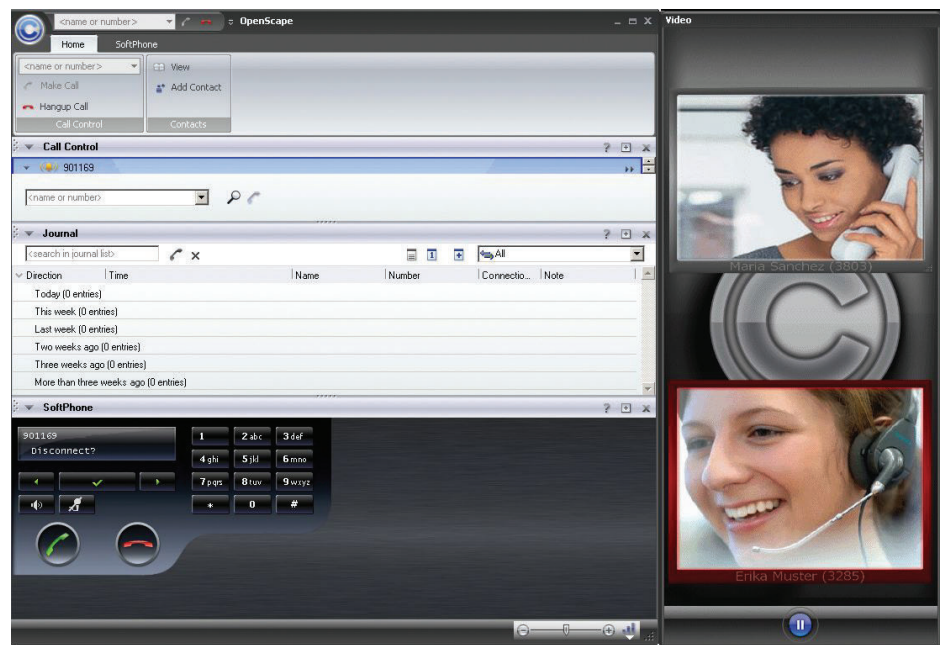 <name or number>
OpenScape
Home SoftPhone
<name or number>
View
Make Call
Add Contact
Hangup Call
Call Control Contacts
Call Control
901169
<name or number>
Journal
<search in journal list>
All
Direction Time Name Number Connectio... Note
Today (0 entries)
This week (0 entries)
Last week (0 entries)
Two weeks ago (0 entries)
Three weeks ago (0 entries)
More than three weeks ago (0 entries)
SoftPhone
901169
Disconnect?
1 2 abc 3 def
4 ghi 5 jkl 6 mno
7 pqrs 8 tuv 9 wxyz
* 0 #
Video
Maria Sanchez (3803)
Erika Muster (3285)